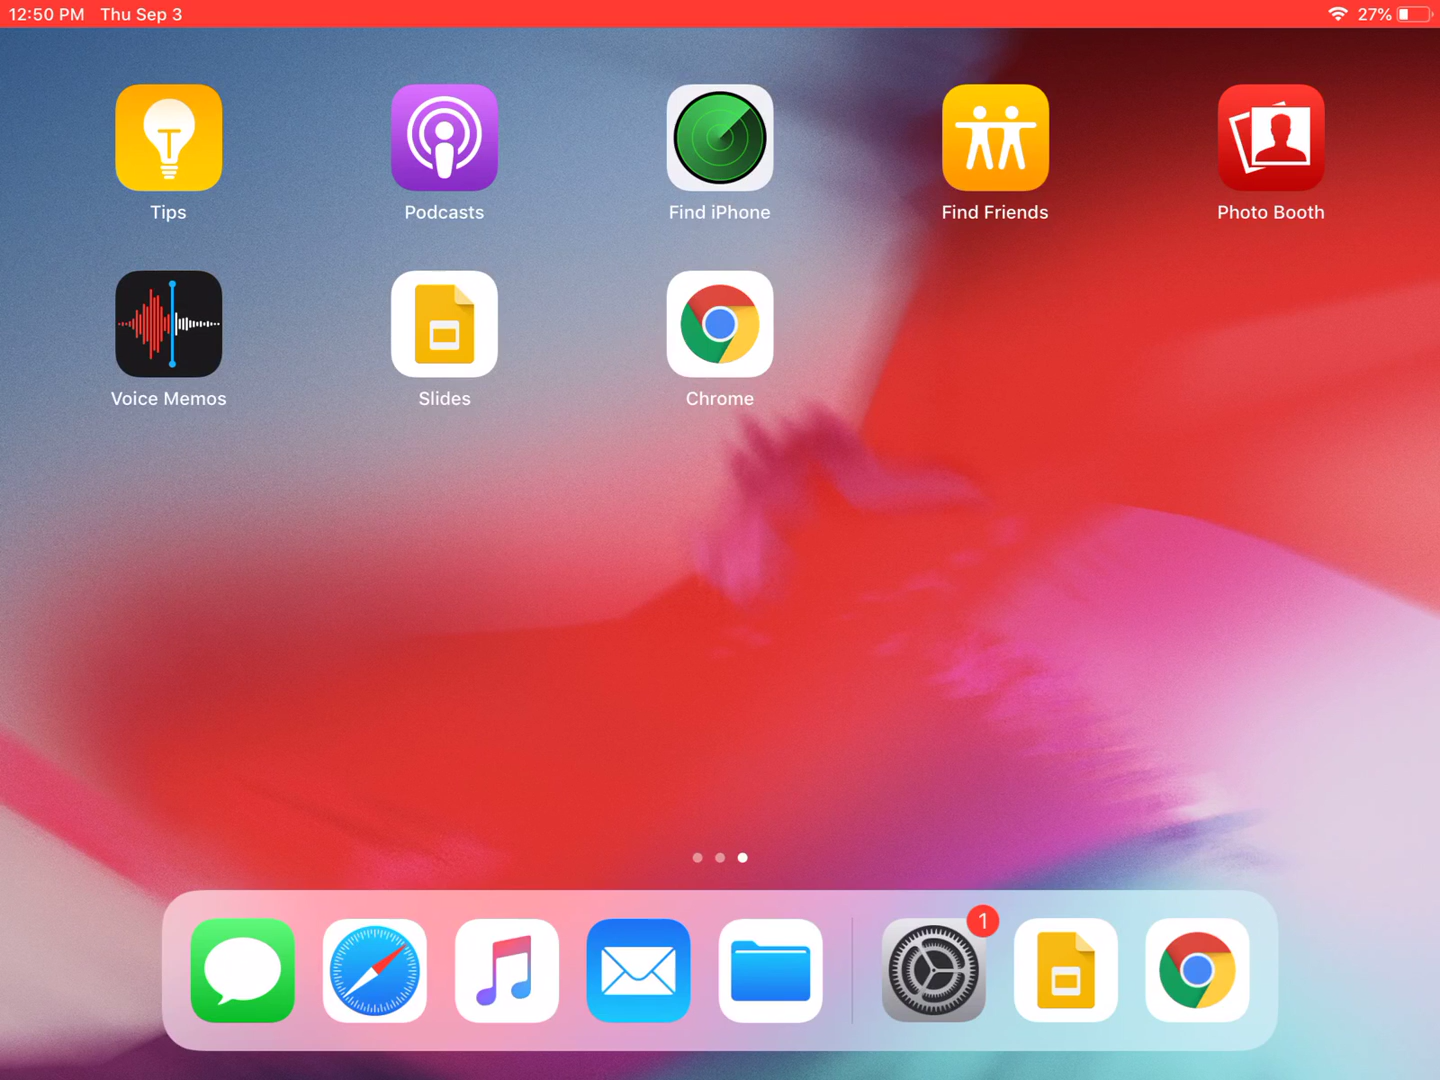 12:50 PM Thu Sep 3 27%
Tips Podcasts Find iPhone Find Friends Photo Booth
Voice Memos Slides Chrome
1